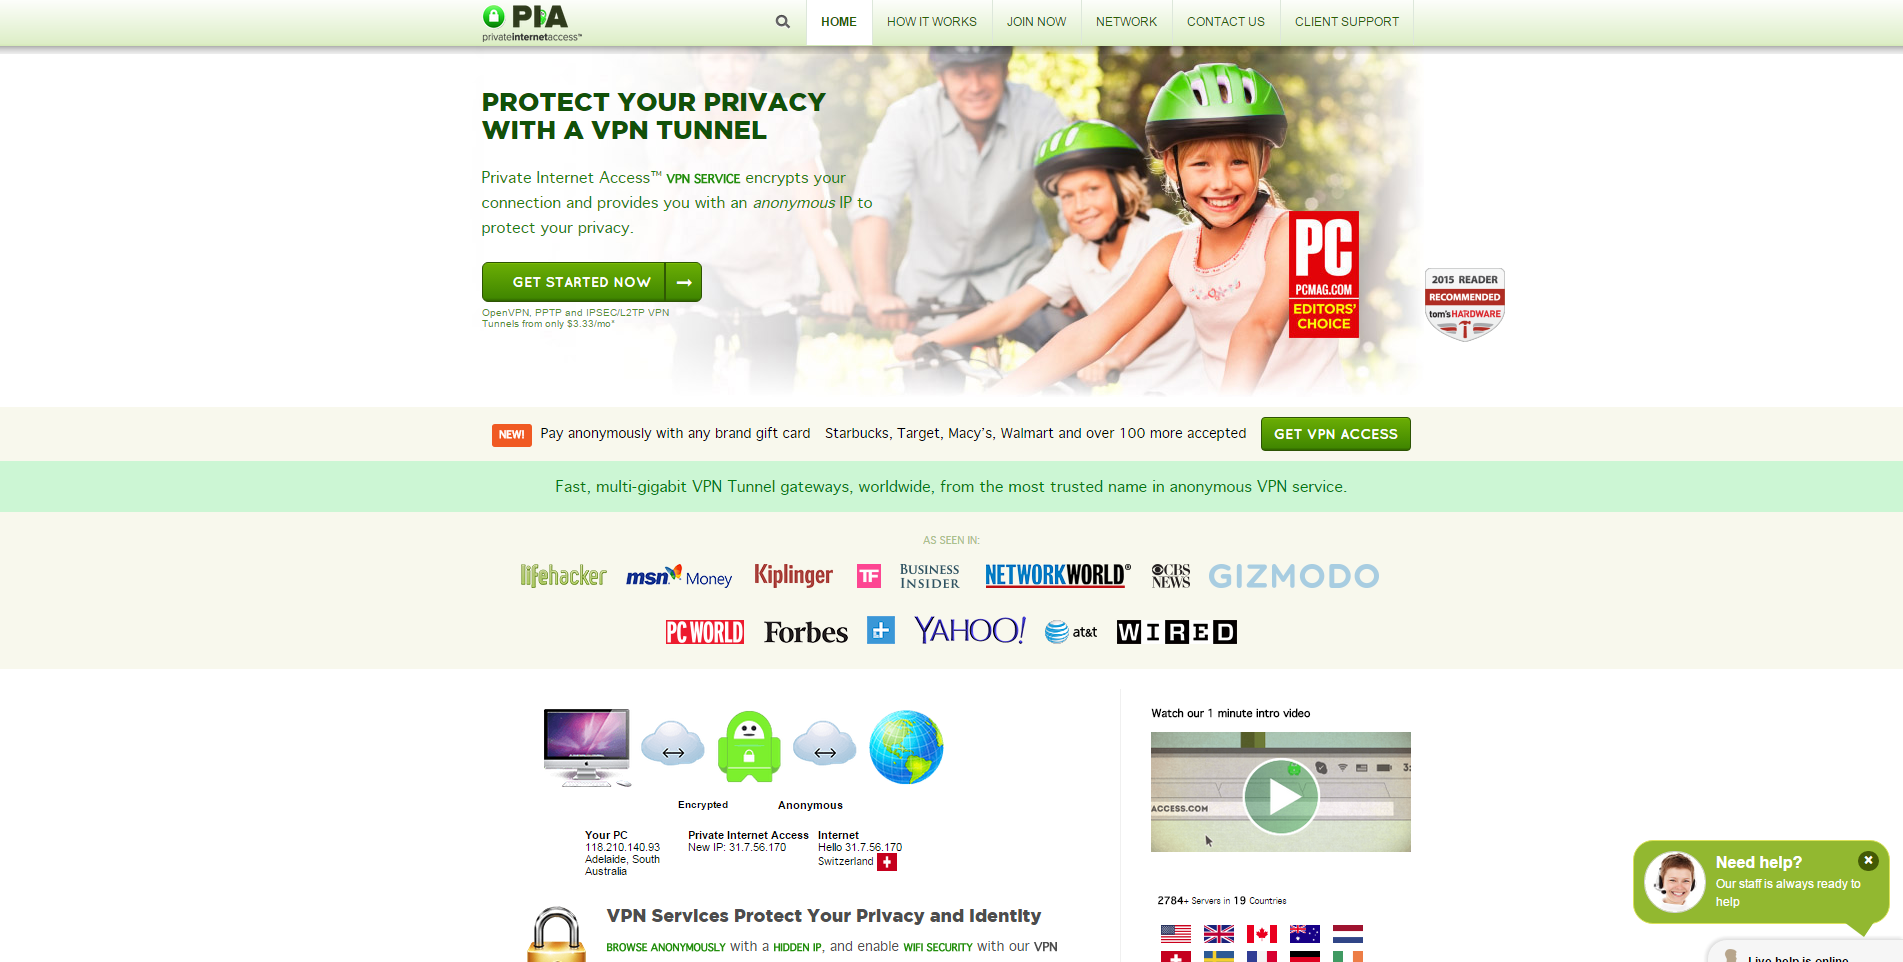 PIA
privateinternetaccess™
HOME
HOW IT WORKS
JOIN NOW
NETWORK
CONTACT US
CLIENT SUPPORT
PROTECT YOUR PRIVACY
WITH A VPN TUNNEL
Private Internet Access™ VPN SERVICE encrypts your
connection and provides you with an anonymous IP to
protect your privacy.
GET STARTED NOW
OpenVPN, PPTP and IPSEC/L2TP VPN
Tunnels from only $3.33/mo*
PC
PCMAG.COM
EDITORS'
CHOICE
2015 READER
RECOMMENDED
tom's HARDWARE
NEW! Pay anonymously with any brand gift card Starbucks, Target, Macy's, Walmart and over 100 more accepted GET VPN ACCESS
Fast, multi-gigabit VPN Tunnel gateways, worldwide, from the most trusted name in anonymous VPN service.
AS SEEN IN:
lifehacker
msn Money
Kiplinger
TF
BUSINESS
INSIDER
NETWORKWORLD®
CBS
NEWS
GIZMODO
PC WORLD
Forbes
YAHOO!
at&t
WIRED
Encrypted
Anonymous
Your PC
118.210.140.93
Adelaide, South
Australia
Private Internet Access
New IP: 31.7.56.170
Internet
Hello 31.7.56.170
Switzerland
VPN Services Protect Your Privacy and Identity
BROWSE ANONYMOUSLY with a HIDDEN IP, and enable WIFI SECURITY with our VPN
Watch our 1 minute intro video
3:
ACCESS.COM
2784+ Servers in 19 Countries
Need help?
Our staff is always ready to
help
Live help is online